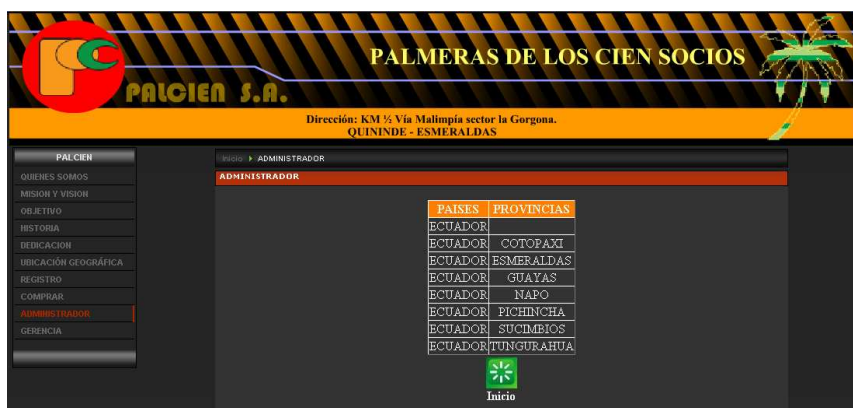 PALMERAS DE LOS CIEN SOCIOS
PALCIEN S.A.
Dirección: KM ½ Vía Malimpía sector la Gorgona.
QUININDE - ESMERALDAS
PALCIEN
QUIENES SOMOS
MISION Y VISION
OBJETIVO
HISTORIA
DEDICACION
UBICACIÓN GEOGRÁFICA
REGISTRO
COMPRAR
ADMINISTRADOR
GERENCIA
Inicio ADMINISTRADOR
ADMINISTRADOR
PAISES PROVINCIAS
ECUADOR
ECUADOR COTOPAXI
ECUADOR ESMERALDAS
ECUADOR GUAYAS
ECUADOR NAPO
ECUADOR PICHINCHA
ECUADOR SUCIMBIOS
ECUADOR TUNGURAHUA
Inicio